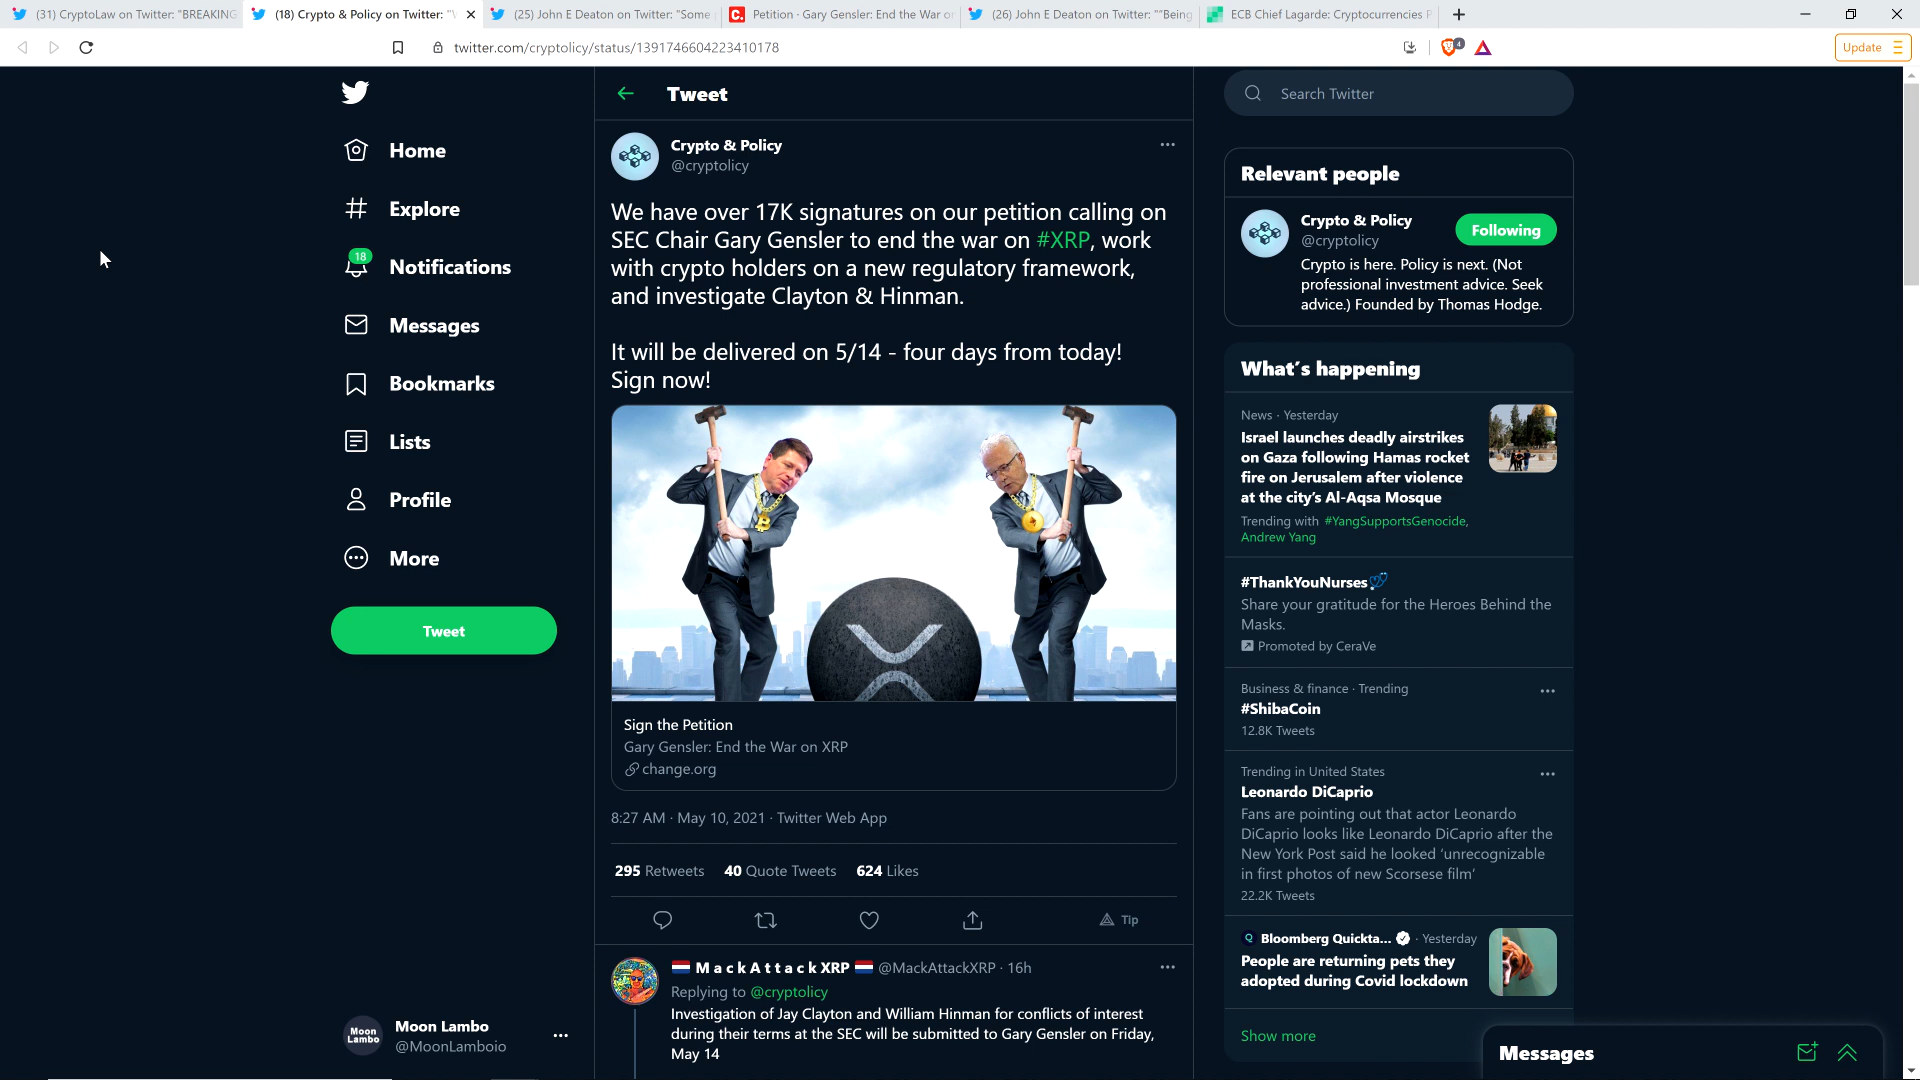 (31) CryptoLaw on Twitter: "BREAKING
(18) Crypto & Policy on Twitter: "
(25) John E Deaton on Twitter: "Some
Petition · Gary Gensler: End the War o
(26) John E Deaton on Twitter: ""Being
ECB Chief Lagarde: Cryptocurrencies
twitter.com/cryptolicy/status/1391746604223410178
4
Update
Home
Explore
18
Notifications
Messages
Bookmarks
Lists
Profile
More
Tweet
Moon Lambo
Moon Lambo
@MoonLamboio
Tweet
Crypto & Policy
@cryptolicy
We have over 17K signatures on our petition calling on
SEC Chair Gary Gensler to end the war on #XRP, work
with crypto holders on a new regulatory framework,
and investigate Clayton & Hinman.
It will be delivered on 5/14 - four days from today!
Sign now!
Sign the Petition
Gary Gensler: End the War on XRP
change.org
8:27 AM · May 10, 2021 · Twitter Web App
295 Retweets 40 Quote Tweets 624 Likes
Tip
MackAttackXRP @MackAttackXRP · 16h
Replying to @cryptolicy
Investigation of Jay Clayton and William Hinman for conflicts of interest
during their terms at the SEC will be submitted to Gary Gensler on Friday,
May 14
Search Twitter
Relevant people
Crypto & Policy
@cryptolicy
Following
Crypto is here. Policy is next. (Not
professional investment advice. Seek
advice.) Founded by Thomas Hodge.
What's happening
News · Yesterday
Israel launches deadly airstrikes
on Gaza following Hamas rocket
fire on Jerusalem after violence
at the city's Al-Aqsa Mosque
Trending with #YangSupportsGenocide,
Andrew Yang
#ThankYouNurses
Share your gratitude for the Heroes Behind the
Masks.
Promoted by CeraVe
Business & finance · Trending
#ShibaCoin
12.8K Tweets
Trending in United States
Leonardo DiCaprio
Fans are pointing out that actor Leonardo
DiCaprio looks like Leonardo DiCaprio after the
New York Post said he looked 'unrecognizable
in first photos of new Scorsese film'
22.2K Tweets
Bloomberg Quickta... · Yesterday
People are returning pets they
adopted during Covid lockdown
Show more
Messages